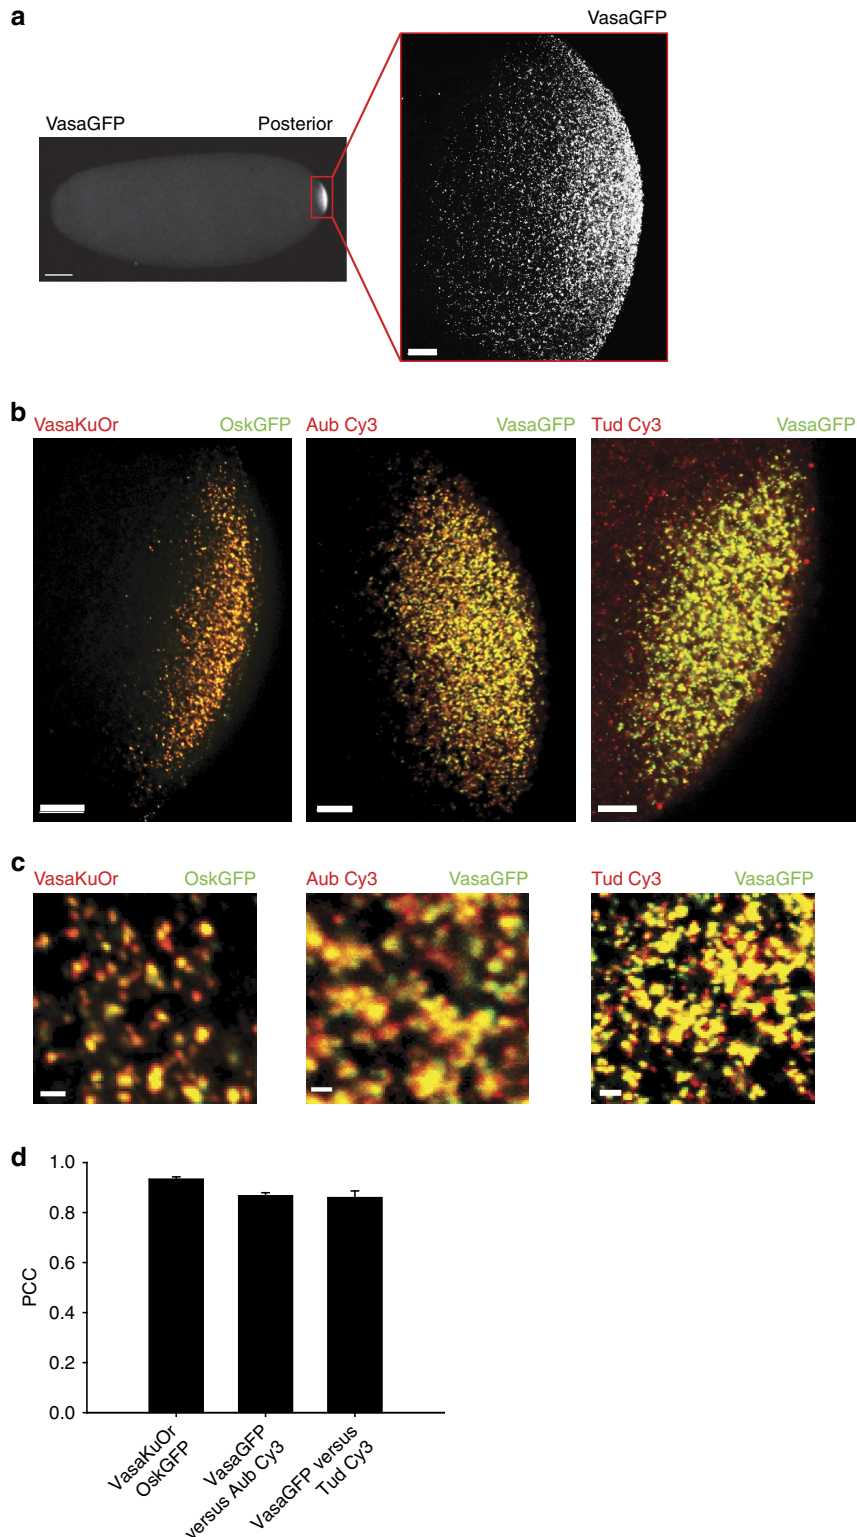 a
VasaGFP
VasaGFP Posterior
b
VasaKuOr OskGFP Aub Cy3 VasaGFP Tud Cy3 VasaGFP
c
VasaKuOr OskGFP Aub Cy3 VasaGFP Tud Cy3 VasaGFP
d
1.0
0.8
0.6
0.4
0.2
0.0
PCC
VasaKuOr
OskGFP
VasaGFP
versus Aub Cy3
VasaGFP versus
Tud Cy3